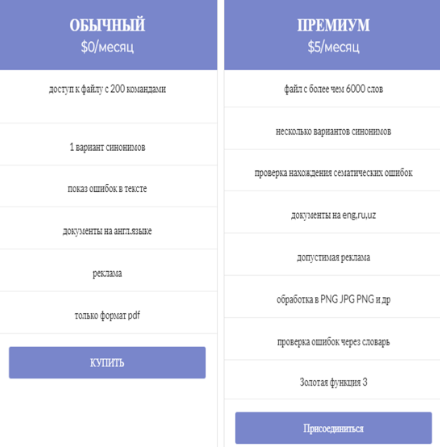 ОБЫЧНЫЙ
$0/месяц
доступ к файлу с 200 командами
1 вариант синонимов
показ ошибок в тексте
документы на англ.языке
реклама
только формат pdf
КУПИТЬ
ПРЕМИУМ
$5/месяц
файл с более чем 6000 слов
несколько вариантов синонимов
проверка нахождения сематических ошибок
документы на eng,ru,uz
допустимая реклама
обработка в PNG JPG PNG и.др
проверка ошибок через словарь
Золотая функция 3
Присоединиться